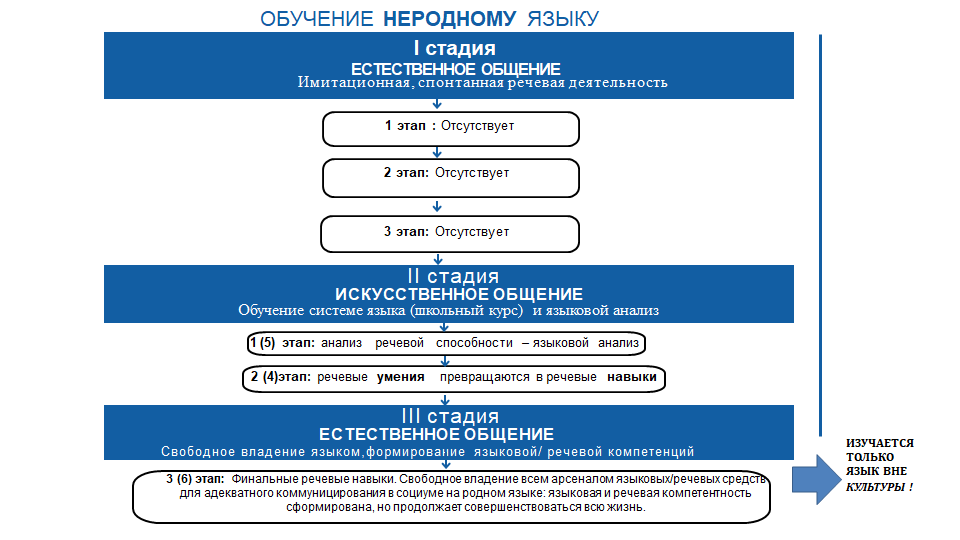 ОБУЧЕНИЕ НЕРОДНОМУ ЯЗЫКУ
I стадия
ЕСТЕСТВЕННОЕ ОБЩЕНИЕ
Имитационная, спонтанная речевая деятельность
1 этап : Отсутствует
2 этап: Отсутствует
3 этап: Отсутствует
II стадия
ИСКУССТВЕННОЕ ОБЩЕНИЕ
Обучение системе языка (школьный курс) и языковой анализ
1 (5) этап: анализ речевой способности – языковой анализ
2 (4)этап: речевые умения превращаются в речевые навыки
III стадия
ЕСТЕСТВЕННОЕ ОБЩЕНИЕ
Свободное владение языком,формирование языковой/ речевой компетенций
3 (6) этап: Финальные речевые навыки. Свободное владение всем арсеналом языковых/речевых средств
для адекватного коммуницирования в социуме на родном языке: языковая и речевая компетентность
сформирована, но продолжает совершенствоваться всю жизнь.
ИЗУЧАЕТСЯ
ТОЛЬКО
ЯЗЫК ВНЕ
КУЛЬТУРЫ !